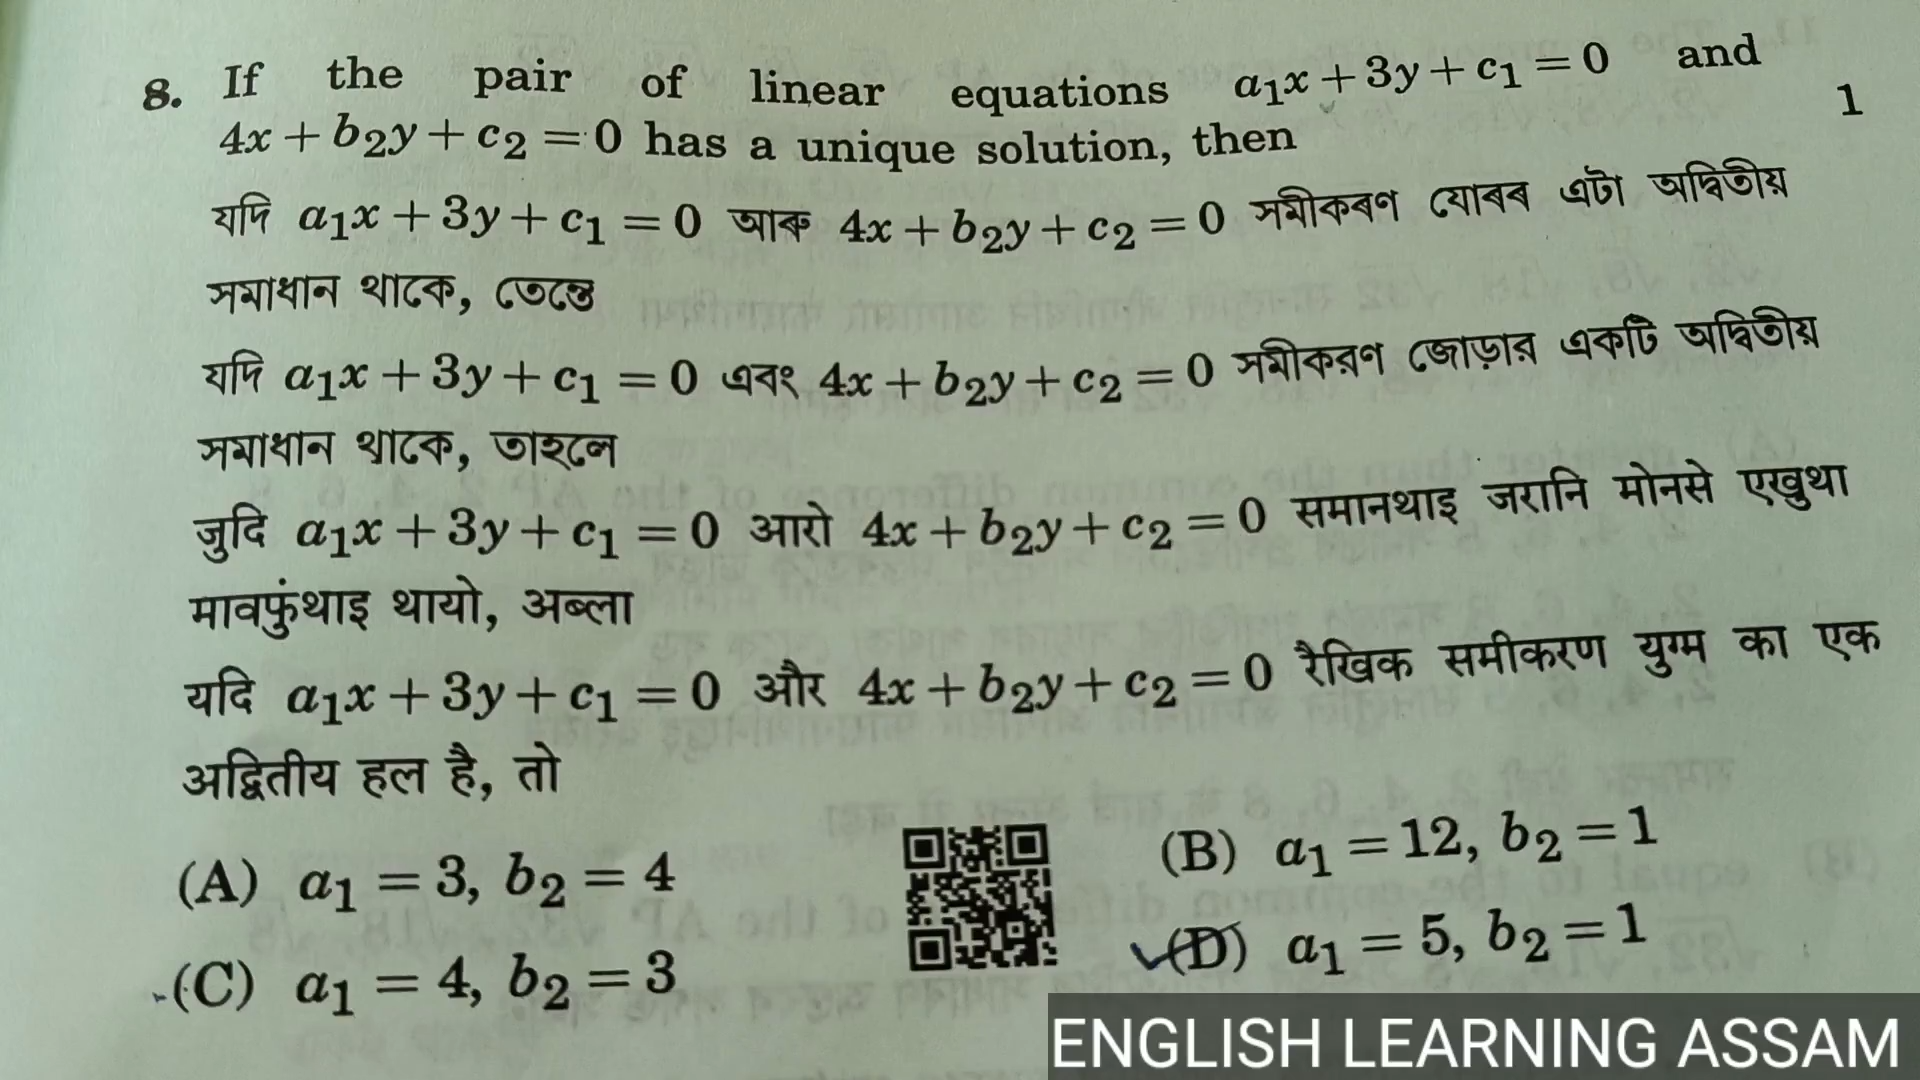 8. If the pair of linear equations a₁x + 3y + c₁ = 0 and
4x + b₂y + c₂ = 0 has a unique solution, then
1
যদি a₁x + 3y + c₁ = 0 আৰু 4x + b₂y + c₂ = 0 সমীকৰণ যোৰৰ এটা অদ্বিতীয়
সমাধান থাকে, তেন্তে
যদি a₁x + 3y + c₁ = 0 এবং 4x + b₂y + c₂ = 0 সমীকরণ জোড়ার একটি অদ্বিতীয়
সমাধান থাকে, তাহলে
जुदि a₁x + 3y + c₁ = 0 आरो 4x + b₂y + c₂ = 0 समानथाइ जरानि मोनसे एखुथा
मावफुंथाइ थायो, अब्ला
यदि a₁x + 3y + c₁ = 0 और 4x + b₂y + c₂ = 0 रैखिक समीकरण युग्म का एक
अद्वितीय हल है, तो
(A) a₁ = 3, b₂ = 4
(B) a₁ = 12, b₂ = 1
(C) a₁ = 4, b₂ = 3
(D) a₁ = 5, b₂ = 1
ENGLISH LEARNING ASSAM